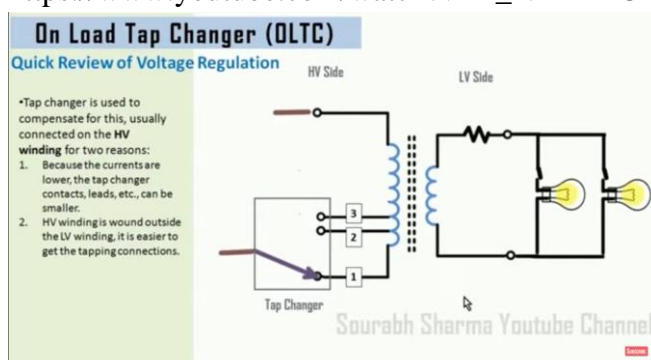 On Load Tap Changer (OLTC)
Quick Review of Voltage Regulation
HV Side
LV Side
•Tap changer is used to
compensate for this, usually
connected on the HV
winding for two reasons:
1. Because the currents are
lower, the tap changer
contacts, leads, etc., can be
smaller.
2. HV winding is wound outside
the LV winding, it is easier to
get the tapping connections.
3
2
1
Tap Changer
Sourabh Sharma Youtube Channel